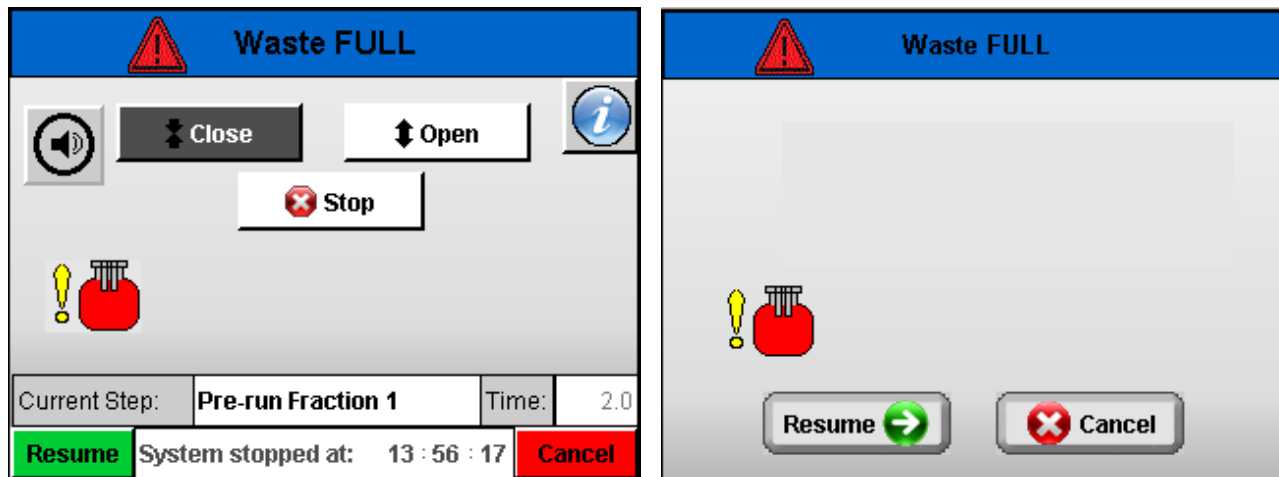 Waste FULL
Close Open
Stop
Current Step: Pre-run Fraction 1 Time: 2.0
Resume System stopped at: 13 : 56 : 17 Cancel
Waste FULL
Resume Cancel